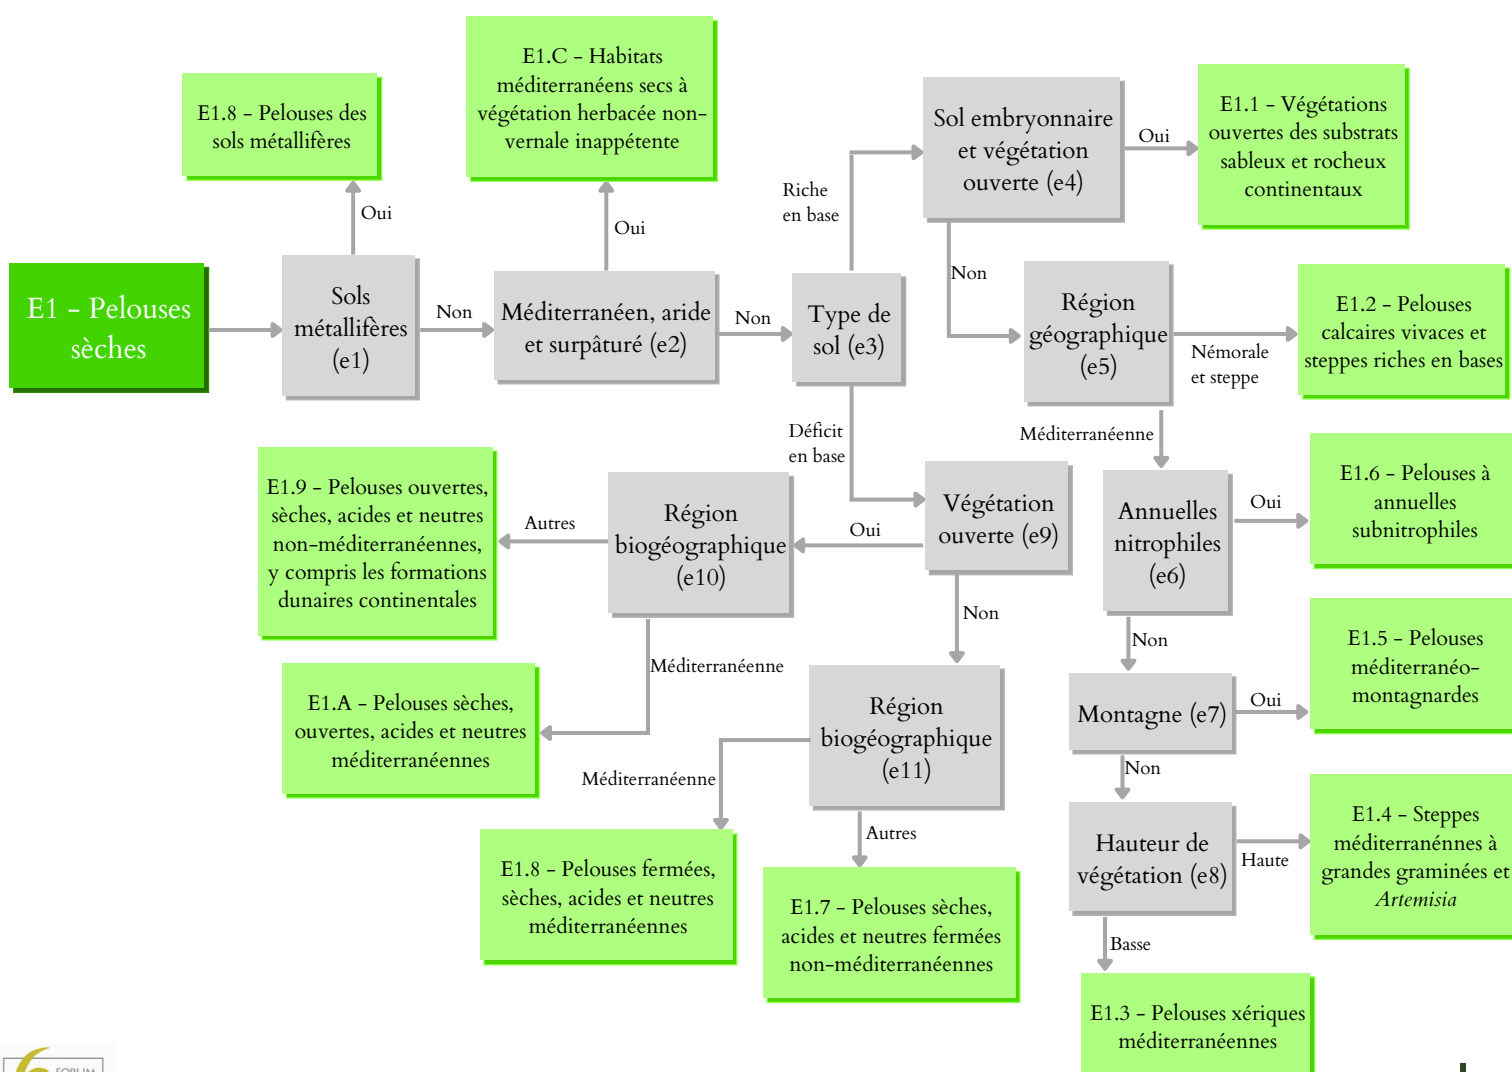 E1.C - Habitats
méditerranéens secs à
végétation herbacée non-
vernale inappétente
E1.8 - Pelouses des
sols métallifères
Sol embryonnaire
et végétation
ouverte (e4)
Oui
E1.1 - Végétations
ouvertes des substrats
sableux et rocheux
continentaux
Oui
Oui
Riche
en base
Non
E1 - Pelouses
sèches
Sols
métallifères
(e1)
Non
Méditerranéen, aride
et surpâturé (e2)
Non
Type de
sol (e3)
Région
géographique
(e5)
Némorale
et steppe
E1.2 - Pelouses
calcaires vivaces et
steppes riches en bases
Déficit
en base
Méditerranéenne
E1.9 - Pelouses ouvertes,
sèches, acides et neutres
non-méditerranéennes,
y compris les formations
dunaires continentales
Autres
Région
biogéographique
(e10)
Oui
Végétation
ouverte (e9)
Annuelles
nitrophiles
(e6)
Oui
E1.6 - Pelouses à
annuelles
subnitrophiles
Non
Non
Méditerranéenne
E1.A - Pelouses sèches,
ouvertes, acides et neutres
méditerranéennes
Région
biogéographique
(e11)
Montagne (e7)
Oui
E1.5 - Pelouses
méditerranéo-
montagnardes
Méditerranéenne
Autres
Non
E1.8 - Pelouses fermées,
sèches, acides et neutres
méditerranéennes
E1.7 - Pelouses sèches,
acides et neutres fermées
non-méditerranéennes
Hauteur de
végétation (e8)
Haute
E1.4 - Steppes
méditerranénnes à
grandes graminées et
Artemisia
Basse
E1.3 - Pelouses xériques
méditerranéennes
FORUM